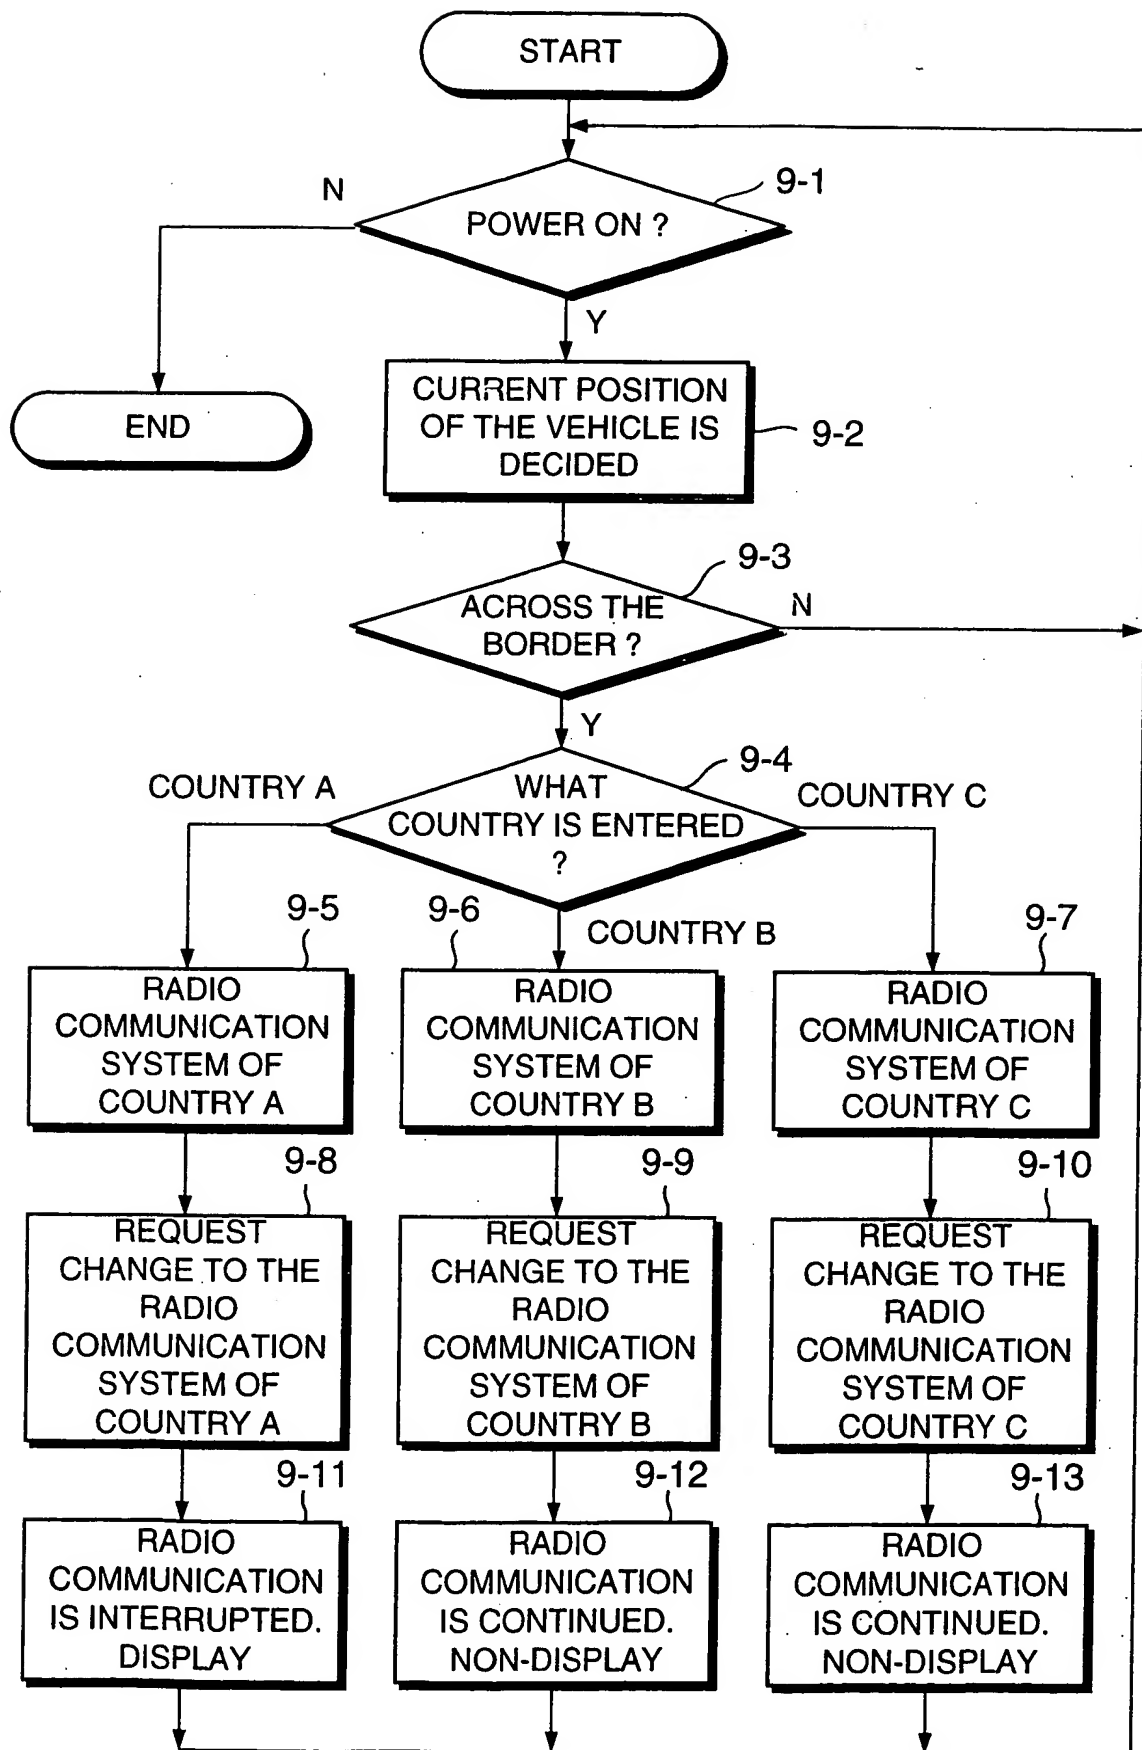 START
N
9-1
POWER ON ?
Y
CURRENT POSITION
OF THE VEHICLE IS
DECIDED
9-2
END
9-3
ACROSS THE
BORDER ?
N
Y
9-4
COUNTRY A
WHAT
COUNTRY IS ENTERED
?
COUNTRY C
COUNTRY B
9-5
RADIO
COMMUNICATION
SYSTEM OF
COUNTRY A
9-6
RADIO
COMMUNICATION
SYSTEM OF
COUNTRY B
9-7
RADIO
COMMUNICATION
SYSTEM OF
COUNTRY C
9-8
REQUEST
CHANGE TO THE
RADIO
COMMUNICATION
SYSTEM OF
COUNTRY A
9-9
REQUEST
CHANGE TO THE
RADIO
COMMUNICATION
SYSTEM OF
COUNTRY B
9-10
REQUEST
CHANGE TO THE
RADIO
COMMUNICATION
SYSTEM OF
COUNTRY C
9-11
RADIO
COMMUNICATION
IS INTERRUPTED.
DISPLAY
9-12
RADIO
COMMUNICATION
IS CONTINUED.
NON-DISPLAY
9-13
RADIO
COMMUNICATION
IS CONTINUED.
NON-DISPLAY